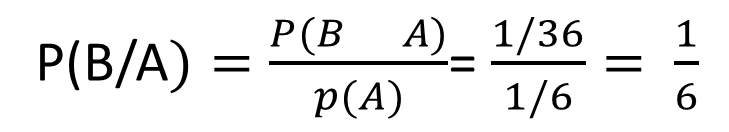 P(B/A) = P(B A)/p(A) = 1/36/1/6 = 1/6